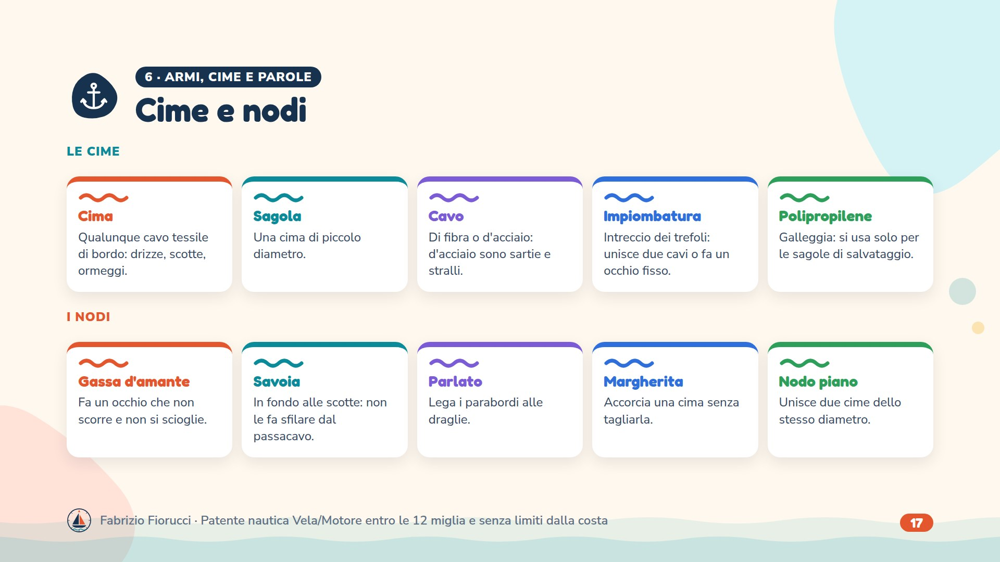 6 · ARMI, CIME E PAROLE
Cime e nodi
LE CIME
Cima
Qualunque cavo tessile
di bordo: drizze, scotte,
ormeggi.
Sagola
Una cima di piccolo
diametro.
Cavo
Di fibra o d'acciaio:
d'acciaio sono sartie e
stralli.
Impiombatura
Intreccio dei trefoli:
unisce due cavi o fa un
occhio fisso.
Polipropilene
Galleggia: si usa solo per
le sagole di salvataggio.
I NODI
Gassa d'amante
Fa un occhio che non
scorre e non si scioglie.
Savoia
In fondo alle scotte: non
le fa sfilare dal
passacavo.
Parlato
Lega i parabordi alle
draglie.
Margherita
Accorcia una cima senza
tagliarla.
Nodo piano
Unisce due cime dello
stesso diametro.
Fabrizio Fiorucci · Patente nautica Vela/Motore entro le 12 miglia e senza limiti dalla costa
17